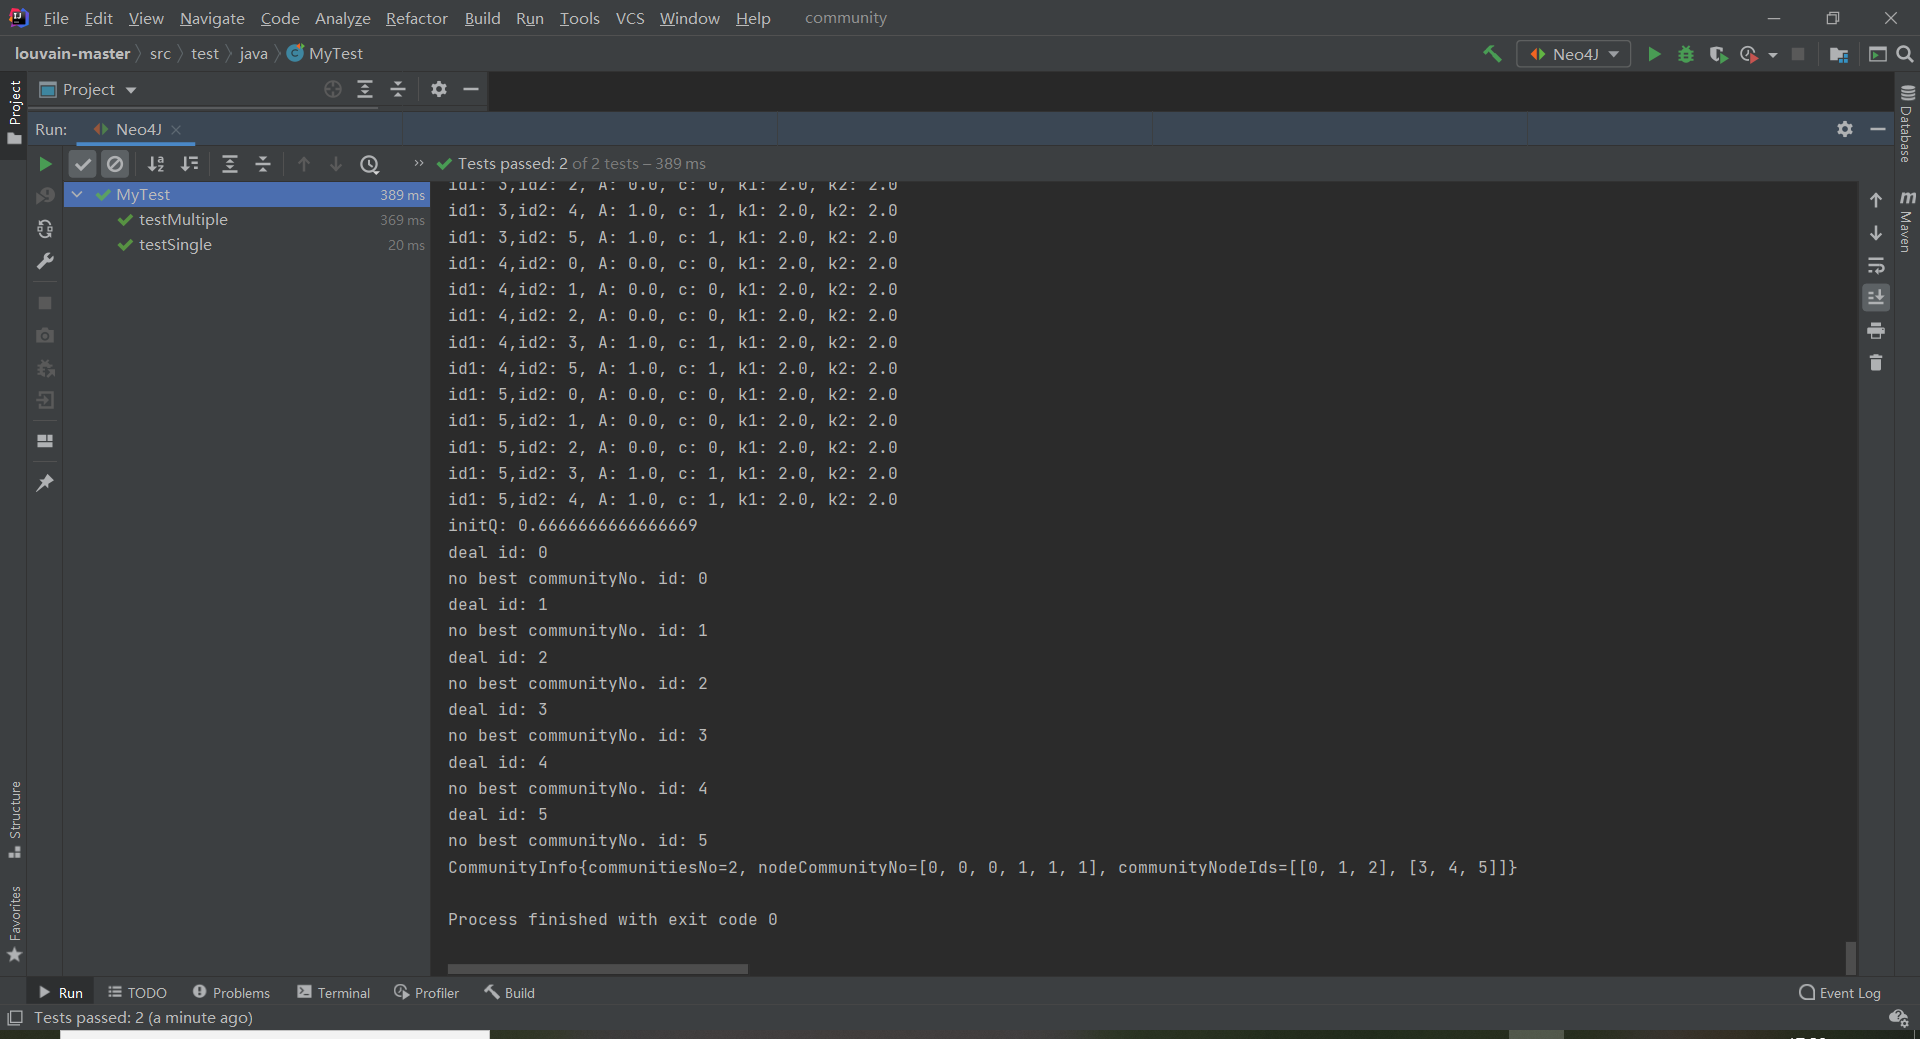 File Edit View Navigate Code Analyze Refactor Build Run Tools VCS Window Help community
louvain-master src test java MyTest Neo4J
Project
Project
Run: Neo4J
Tests passed: 2 of 2 tests – 389 ms
MyTest 389 ms
testMultiple 369 ms
testSingle 20 ms
id1: 3,id2: 2, A: 0.0, c: 0, k1: 2.0, k2: 2.0
id1: 3,id2: 4, A: 1.0, c: 1, k1: 2.0, k2: 2.0
id1: 3,id2: 5, A: 1.0, c: 1, k1: 2.0, k2: 2.0
id1: 4,id2: 0, A: 0.0, c: 0, k1: 2.0, k2: 2.0
id1: 4,id2: 1, A: 0.0, c: 0, k1: 2.0, k2: 2.0
id1: 4,id2: 2, A: 0.0, c: 0, k1: 2.0, k2: 2.0
id1: 4,id2: 3, A: 1.0, c: 1, k1: 2.0, k2: 2.0
id1: 4,id2: 5, A: 1.0, c: 1, k1: 2.0, k2: 2.0
id1: 5,id2: 0, A: 0.0, c: 0, k1: 2.0, k2: 2.0
id1: 5,id2: 1, A: 0.0, c: 0, k1: 2.0, k2: 2.0
id1: 5,id2: 2, A: 0.0, c: 0, k1: 2.0, k2: 2.0
id1: 5,id2: 3, A: 1.0, c: 1, k1: 2.0, k2: 2.0
id1: 5,id2: 4, A: 1.0, c: 1, k1: 2.0, k2: 2.0
initQ: 0.6666666666666669
deal id: 0
no best communityNo. id: 0
deal id: 1
no best communityNo. id: 1
deal id: 2
no best communityNo. id: 2
deal id: 3
no best communityNo. id: 3
deal id: 4
no best communityNo. id: 4
deal id: 5
no best communityNo. id: 5
CommunityInfo{communitiesNo=2, nodeCommunityNo=[0, 0, 0, 1, 1, 1], communityNodeIds=[[0, 1, 2], [3, 4, 5]]}
Process finished with exit code 0
Database
Maven
Structure
Favorites
Run TODO Problems Terminal Profiler Build Event Log
Tests passed: 2 (a minute ago)